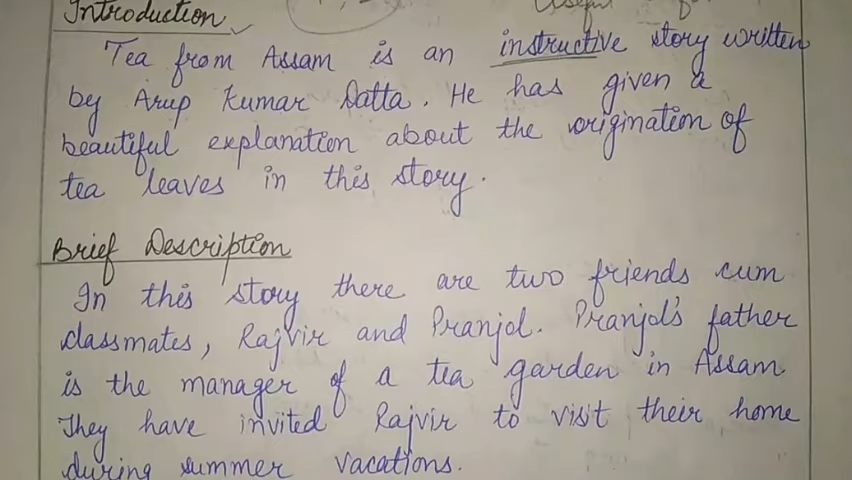 Introduction
Useful
Tea from Assam is an instructive story written
by Arup Kumar Datta. He has given a
beautiful explanation about the origination of
tea leaves in this story.
Brief Description
In this story there are two friends cum
classmates, Rajvir and Pranjol. Pranjol's father
is the manager of a tea garden in Assam
They have invited Rajvir to visit their home
during summer vacations.